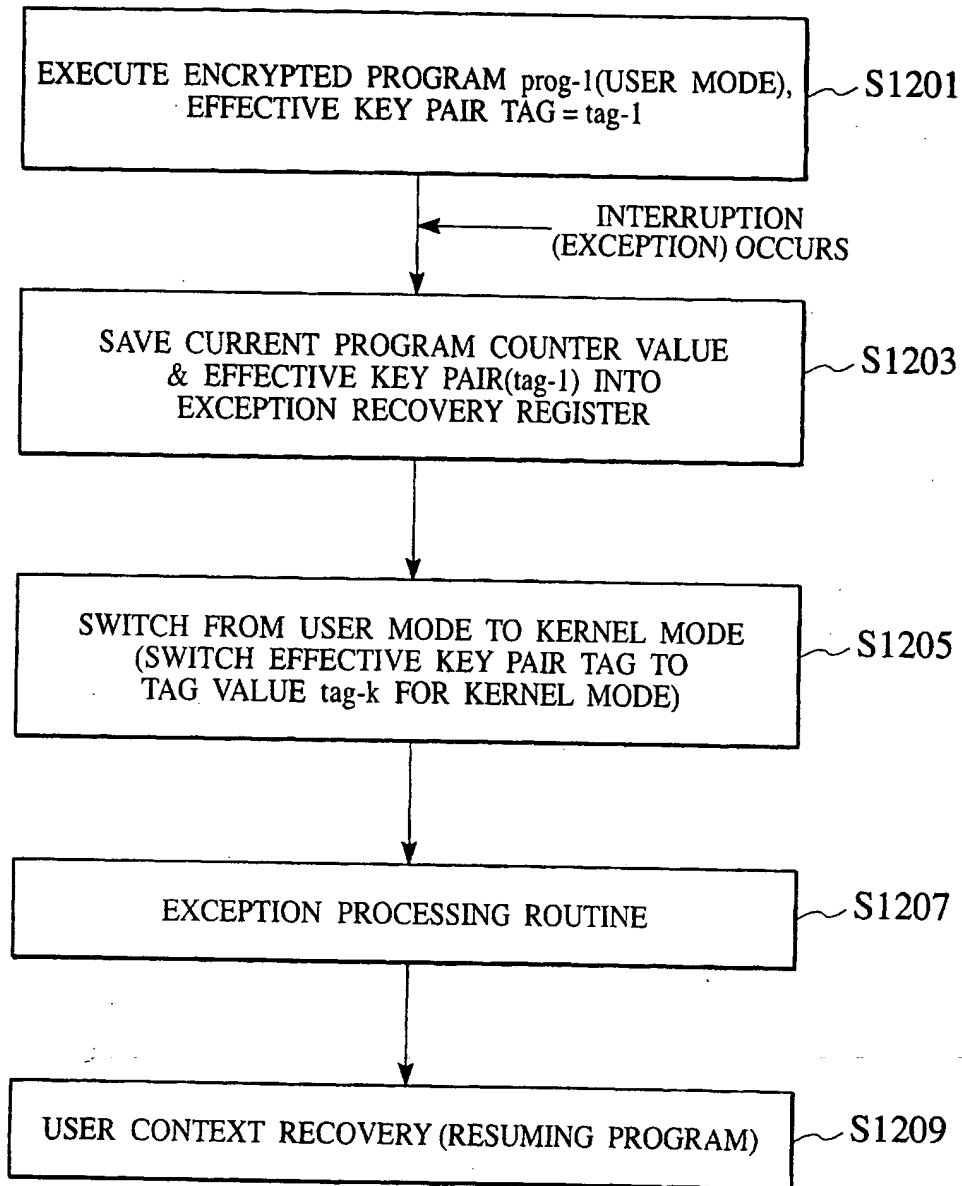 EXECUTE ENCRYPTED PROGRAM prog-1(USER MODE),
EFFECTIVE KEY PAIR TAG = tag-1
S1201
INTERRUPTION
(EXCEPTION) OCCURS
SAVE CURRENT PROGRAM COUNTER VALUE
& EFFECTIVE KEY PAIR(tag-1) INTO
EXCEPTION RECOVERY REGISTER
S1203
SWITCH FROM USER MODE TO KERNEL MODE
(SWITCH EFFECTIVE KEY PAIR TAG TO
TAG VALUE tag-k FOR KERNEL MODE)
S1205
EXCEPTION PROCESSING ROUTINE
S1207
USER CONTEXT RECOVERY (RESUMING PROGRAM)
S1209